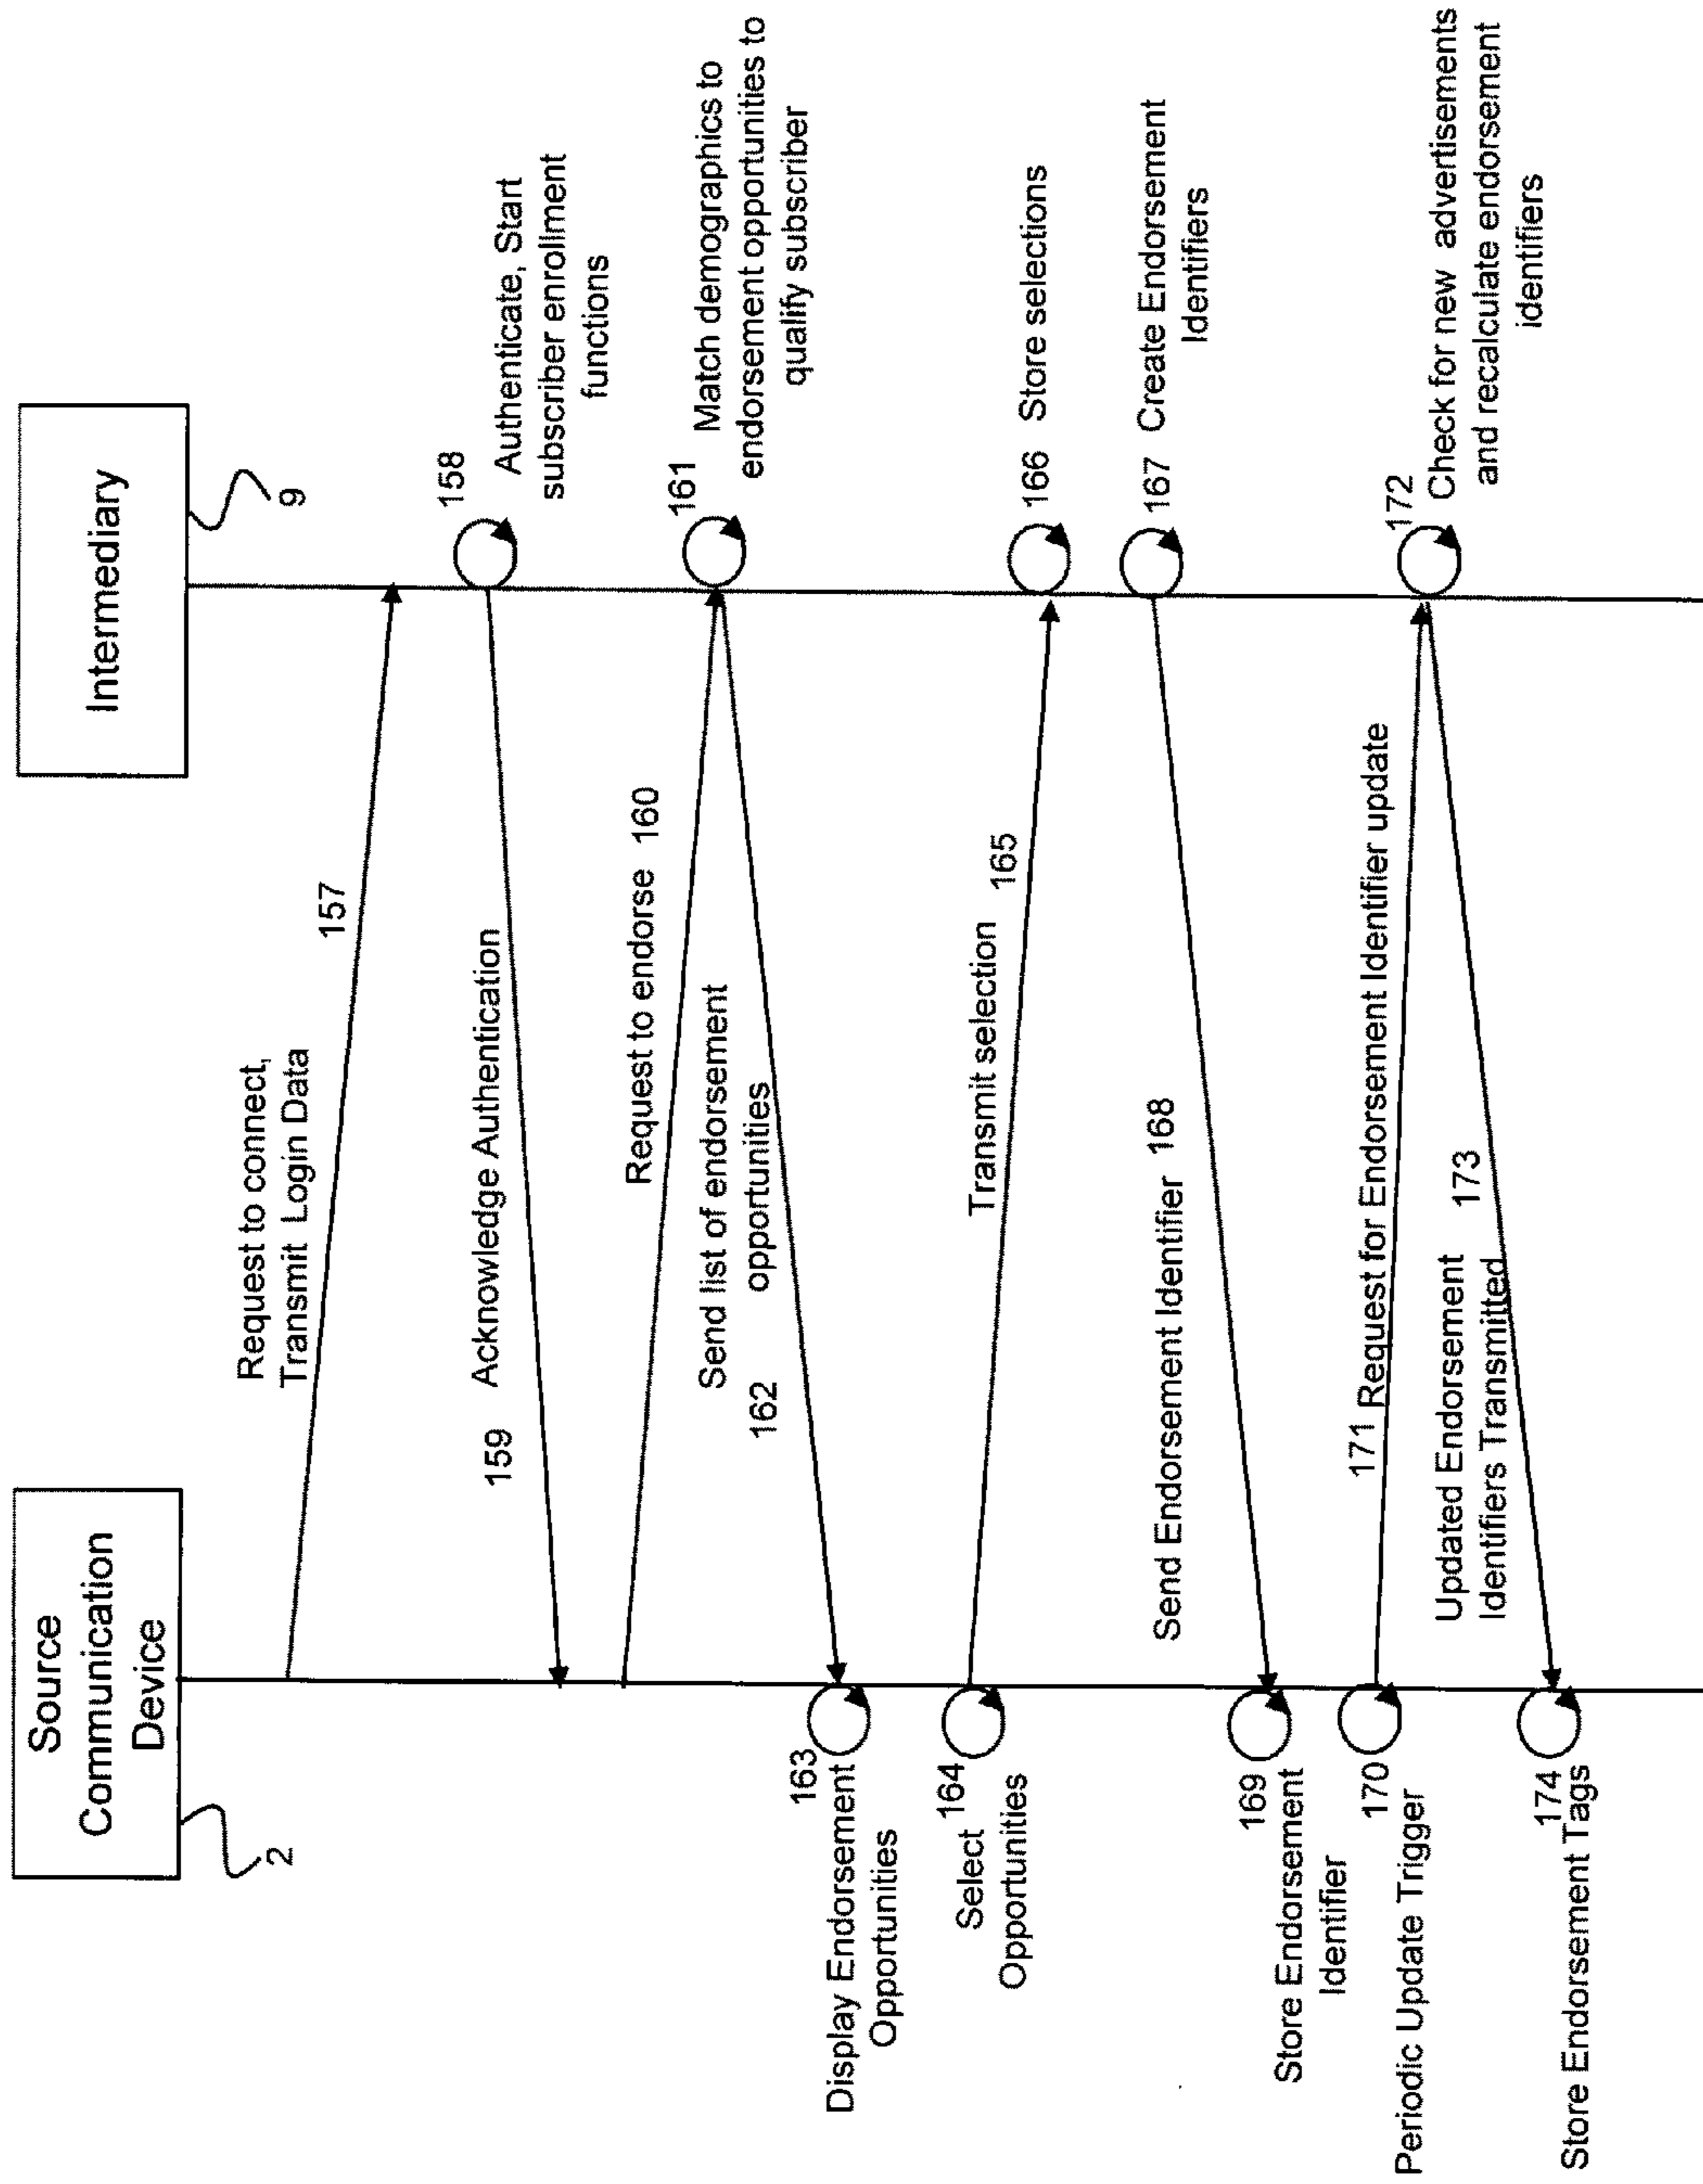 Source
Communication
Device
2
Intermediary
9
Request to connect,
Transmit Login Data
157
158
Authenticate, Start
subscriber enrollment
functions
159 Acknowledge Authentication
Request to endorse 160
161
Match demographics to
endorsement opportunities to
qualify subscriber
Send list of endorsement
162 opportunities
163
Display Endorsement
Opportunities
164
Select
Opportunities
Transmit selection 165
166 Store selections
167 Create Endorsement
Identifiers
Send Endorsement Identifier 168
169
Store Endorsement
Identifier
170
Periodic Update Trigger
171 Request for Endorsement Identifier update
172
Check for new advertisements
and recalculate endorsement
identifiers
Updated Endorsement 173
Identifiers Transmitted
174
Store Endorsement Tags